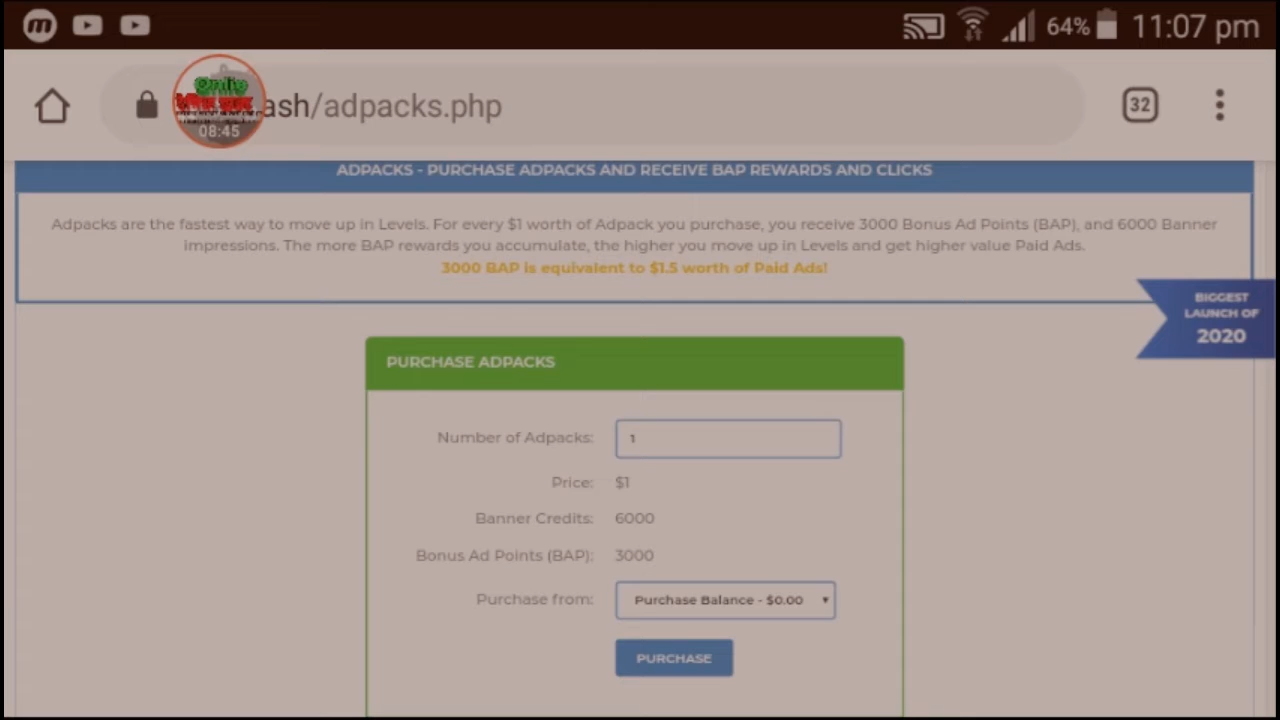 m
64%
11:07 pm
ash/adpacks.php
32
08:45
ADPACKS - PURCHASE ADPACKS AND RECEIVE BAP REWARDS AND CLICKS
Adpacks are the fastest way to move up in Levels. For every $1 worth of Adpack you purchase, you receive 3000 Bonus Ad Points (BAP), and 6000 Banner
impressions. The more BAP rewards you accumulate, the higher you move up in Levels and get higher value Paid Ads.
3000 BAP is equivalent to $1.5 worth of Paid Ads!
BIGGEST
LAUNCH OF
2020
PURCHASE ADPACKS
Number of Adpacks: 1
Price: $1
Banner Credits: 6000
Bonus Ad Points (BAP): 3000
Purchase from: Purchase Balance - $0.00
PURCHASE